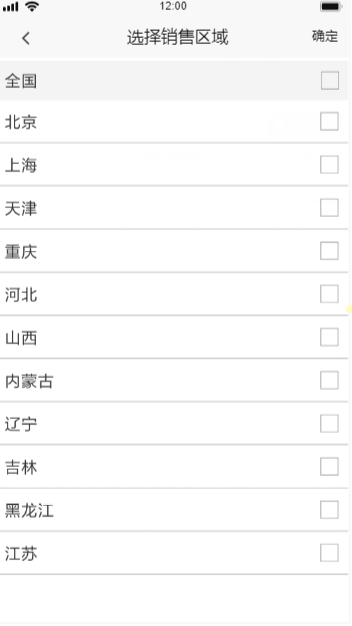 12:00
选择销售区域 确定
全国
北京
上海
天津
重庆
河北
山西
内蒙古
辽宁
吉林
黑龙江
江苏